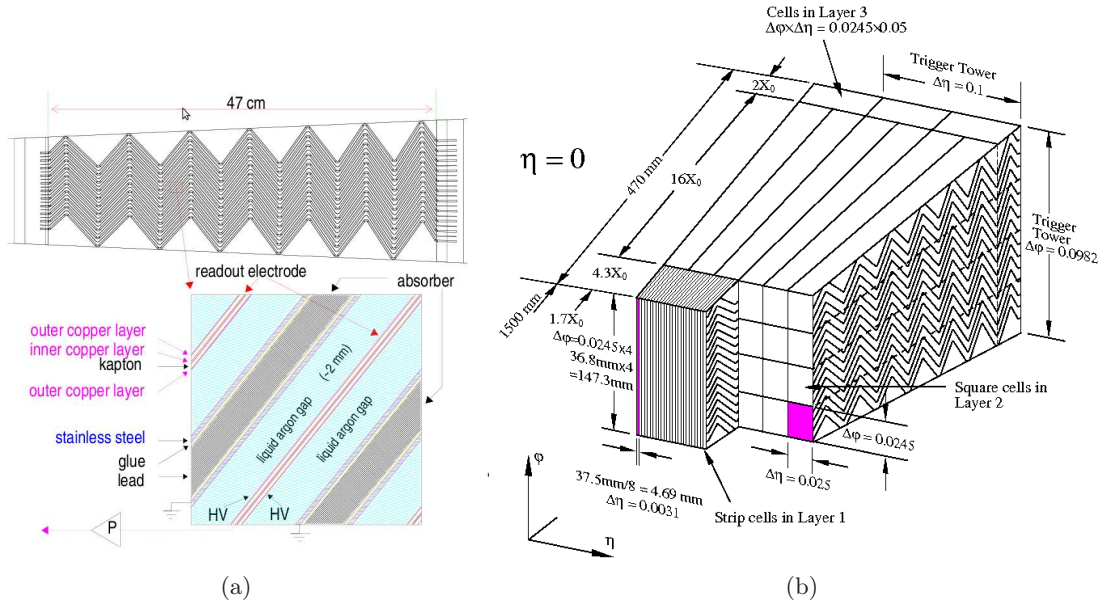 47 cm
readout electrode
absorber
outer copper layer
inner copper layer
kapton
outer copper layer
stainless steel
glue
lead
(~2 mm)
liquid argon gap
liquid argon gap
HV
HV
P
(a)
Cells in Layer 3
Δφ×Δη = 0.0245×0.05
Trigger Tower
Δη = 0.1
2X₀
η = 0
470 mm
16X₀
4.3X₀
1500 mm
1.7X₀
Δφ=0.0245x4
36.8mmx4
=147.3mm
Trigger
Tower
Δφ = 0.0982
Square cells in
Layer 2
Δφ = 0.0245
Δη = 0.025
37.5mm/8 = 4.69 mm
Δη = 0.0031
Strip cells in Layer 1
φ
η
(b)